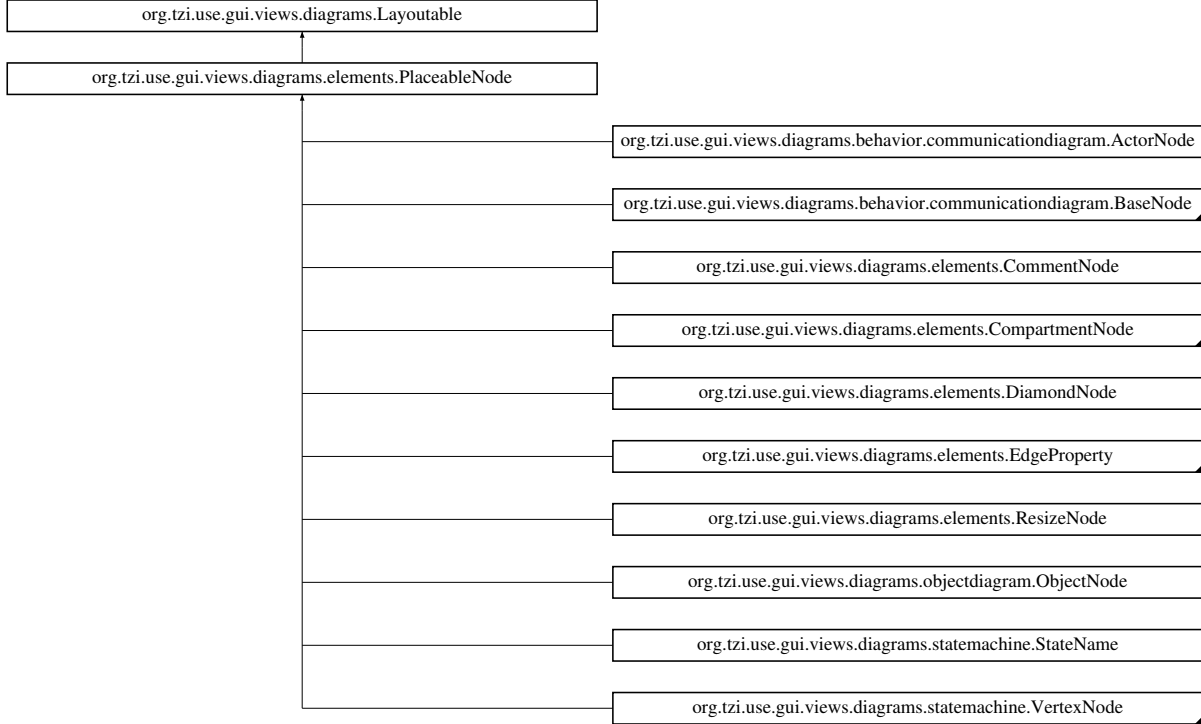 org.tzi.use.gui.views.diagrams.Layoutable
org.tzi.use.gui.views.diagrams.elements.PlaceableNode
org.tzi.use.gui.views.diagrams.behavior.communicationdiagram.ActorNode
org.tzi.use.gui.views.diagrams.behavior.communicationdiagram.BaseNode
org.tzi.use.gui.views.diagrams.elements.CommentNode
org.tzi.use.gui.views.diagrams.elements.CompartmentNode
org.tzi.use.gui.views.diagrams.elements.DiamondNode
org.tzi.use.gui.views.diagrams.elements.EdgeProperty
org.tzi.use.gui.views.diagrams.elements.ResizeNode
org.tzi.use.gui.views.diagrams.objectdiagram.ObjectNode
org.tzi.use.gui.views.diagrams.statemachine.StateName
org.tzi.use.gui.views.diagrams.statemachine.VertexNode